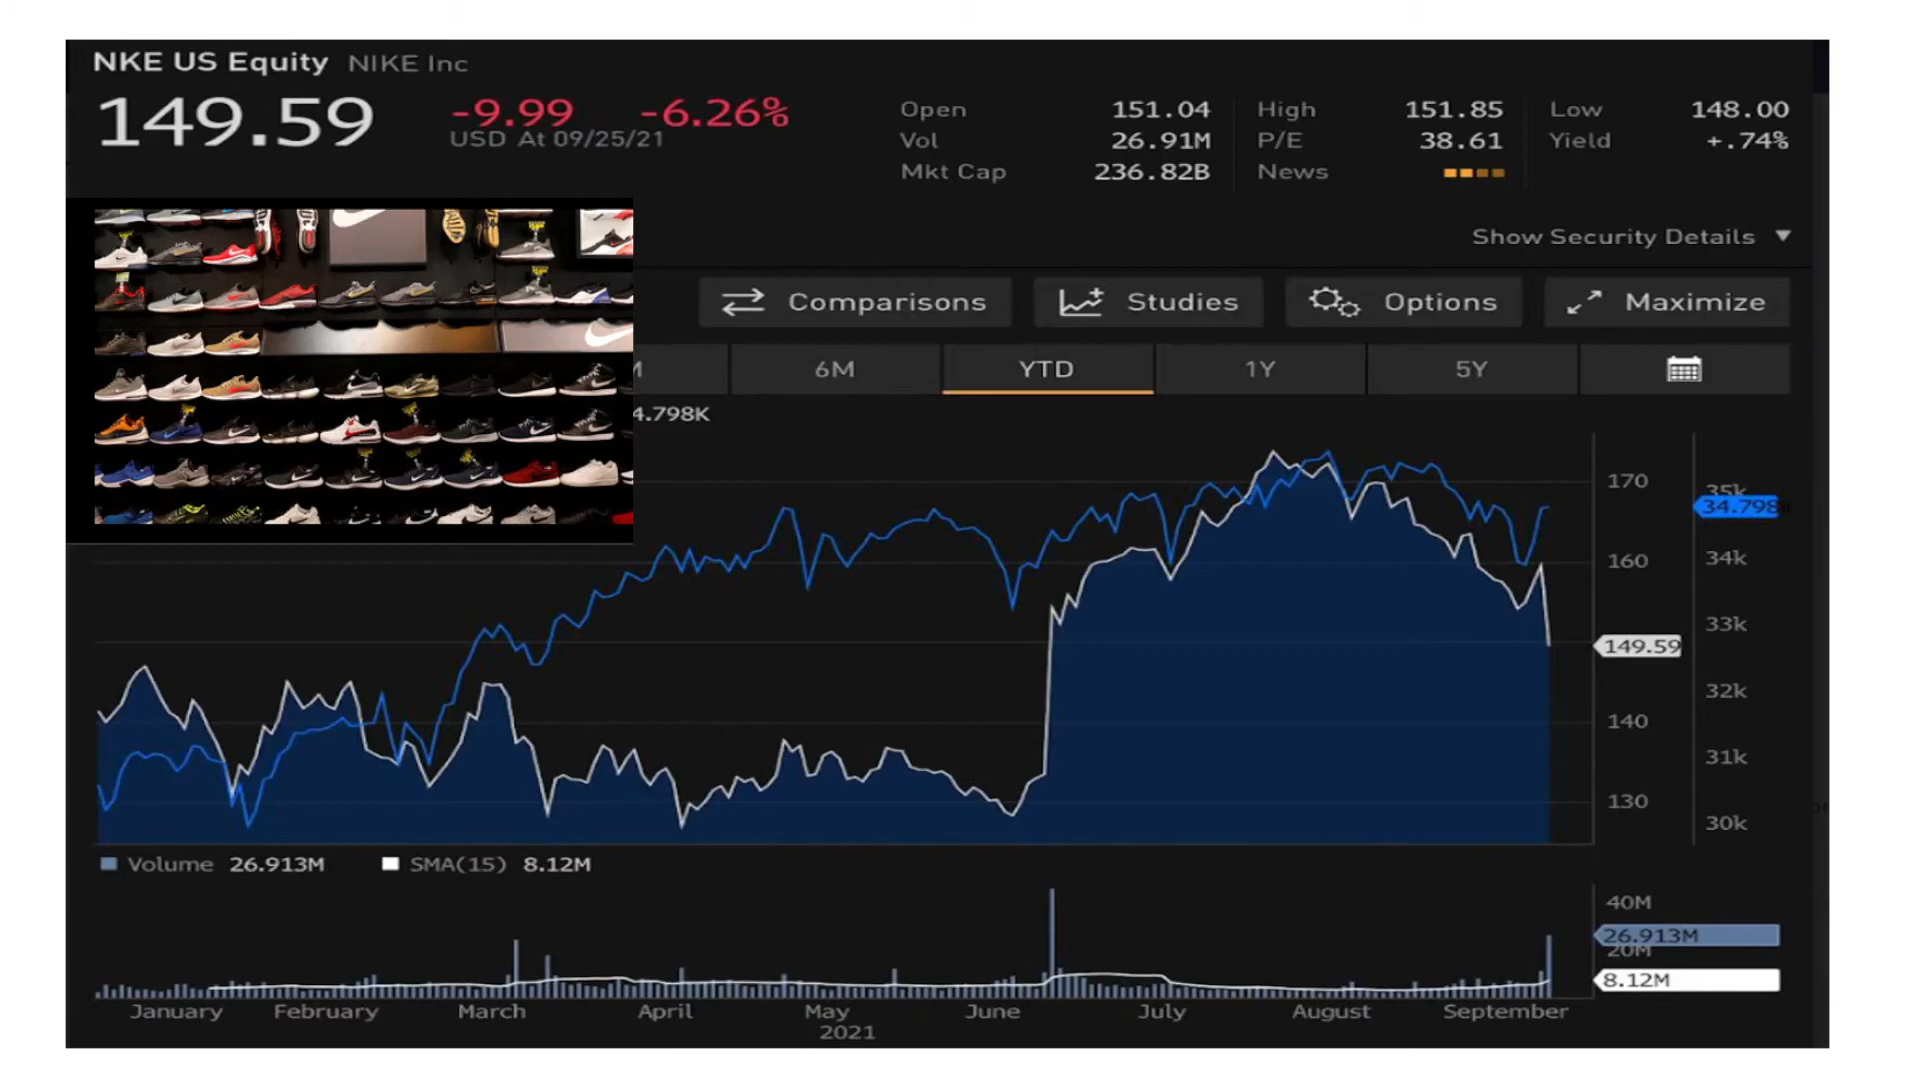 NKE US Equity NIKE Inc
149.59 -9.99 -6.26%
USD At 09/25/21
Open 151.04 High 151.85 Low 148.00
Vol 26.91M P/E 38.61 Yield +.74%
Mkt Cap 236.82B News
Show Security Details
Comparisons Studies Options Maximize
M 6M YTD 1Y 5Y
4.798K
170
35k
34.798
160
34k
33k
149.59
32k
140
31k
130
30k
Volume 26.913M SMA(15) 8.12M
40M
26.913M
20M
8.12M
January February March April May June July August September
2021